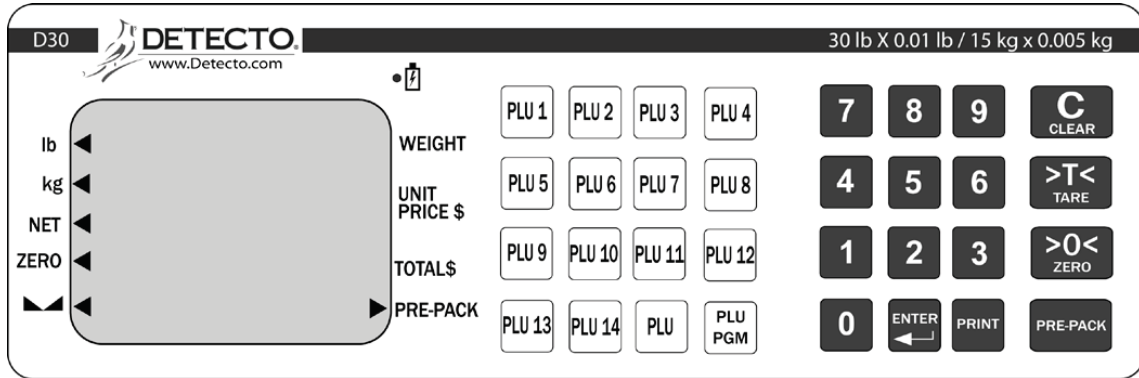 D30
DETECTO.
www.Detecto.com
30 lb X 0.01 lb / 15 kg x 0.005 kg
lb
kg
NET
ZERO
WEIGHT
UNIT
PRICE $
TOTAL$
PRE-PACK
PLU 1 PLU 2 PLU 3 PLU 4
PLU 5 PLU 6 PLU 7 PLU 8
PLU 9 PLU 10 PLU 11 PLU 12
PLU 13 PLU 14 PLU PLU
PGM
7 8 9 C
CLEAR
4 5 6 >T<
TARE
1 2 3 >0<
ZERO
0 ENTER PRINT PRE-PACK